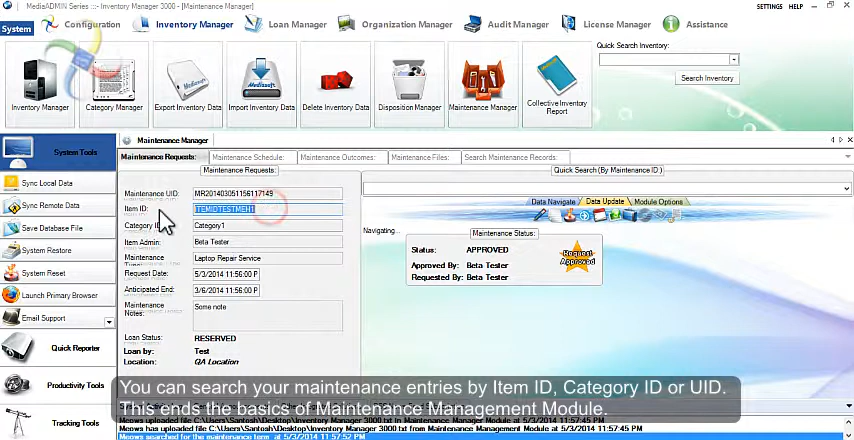 MediaADMIN Series :::- Inventory Manager 3000 - [Maintenance Manager]
SETTINGS HELP
System
Configuration
Inventory Manager
Loan Manager
Organization Manager
Audit Manager
License Manager
Assistance
Inventory Manager
Category Manager
Export Inventory Data
Import Inventory Data
Delete Inventory Data
Disposition Manager
Maintenance Manager
Collective Inventory
Report
Quick Search Inventory:
Search Inventory
System Tools
Sync Local Data
Sync Remote Data
Save Database File
System Restore
System Reset
Launch Primary Browser
Email Support
Quick Reporter
Productivity Tools
Tracking Tools
Maintenance Manager
Maintenance Requests:
Maintenance Schedule:
Maintenance Outcomes:
Maintenance Files:
Search Maintenance Records:
Maintenance Requests:
Maintenance UID: MR201403051156117149
Item ID: ITEMIDTESTMEH1
Category ID Category1
Item Admin: Beta Tester
Maintenance Laptop Repair Service
Request Date: 5/3/2014 11:56:00 P
Anticipated End: 3/6/2014 11:56:00 P
Maintenance
Notes:
Some note
Loan Status: RESERVED
Loan by: Test
Location: QA Location
Quick Search (By Maintenance ID:)
Data Navigate
Data Update
Module Options
Navigating...
Maintenance Status:
Status: APPROVED
Approved By: Beta Tester
Requested By: Beta Tester
Request
Approved
You can search your maintenance entries by Item ID, Category ID or UID.
This ends the basics of Maintenance Management Module.
Meows has uploaded file C:\Users\Santosh\Desktop\Inventory Manager 3000.txt from Maintenance Management Module at 5/3/2014 11:57:45 PM
Meows searched for the maintenance term at 5/3/2014 11:57:52 PM